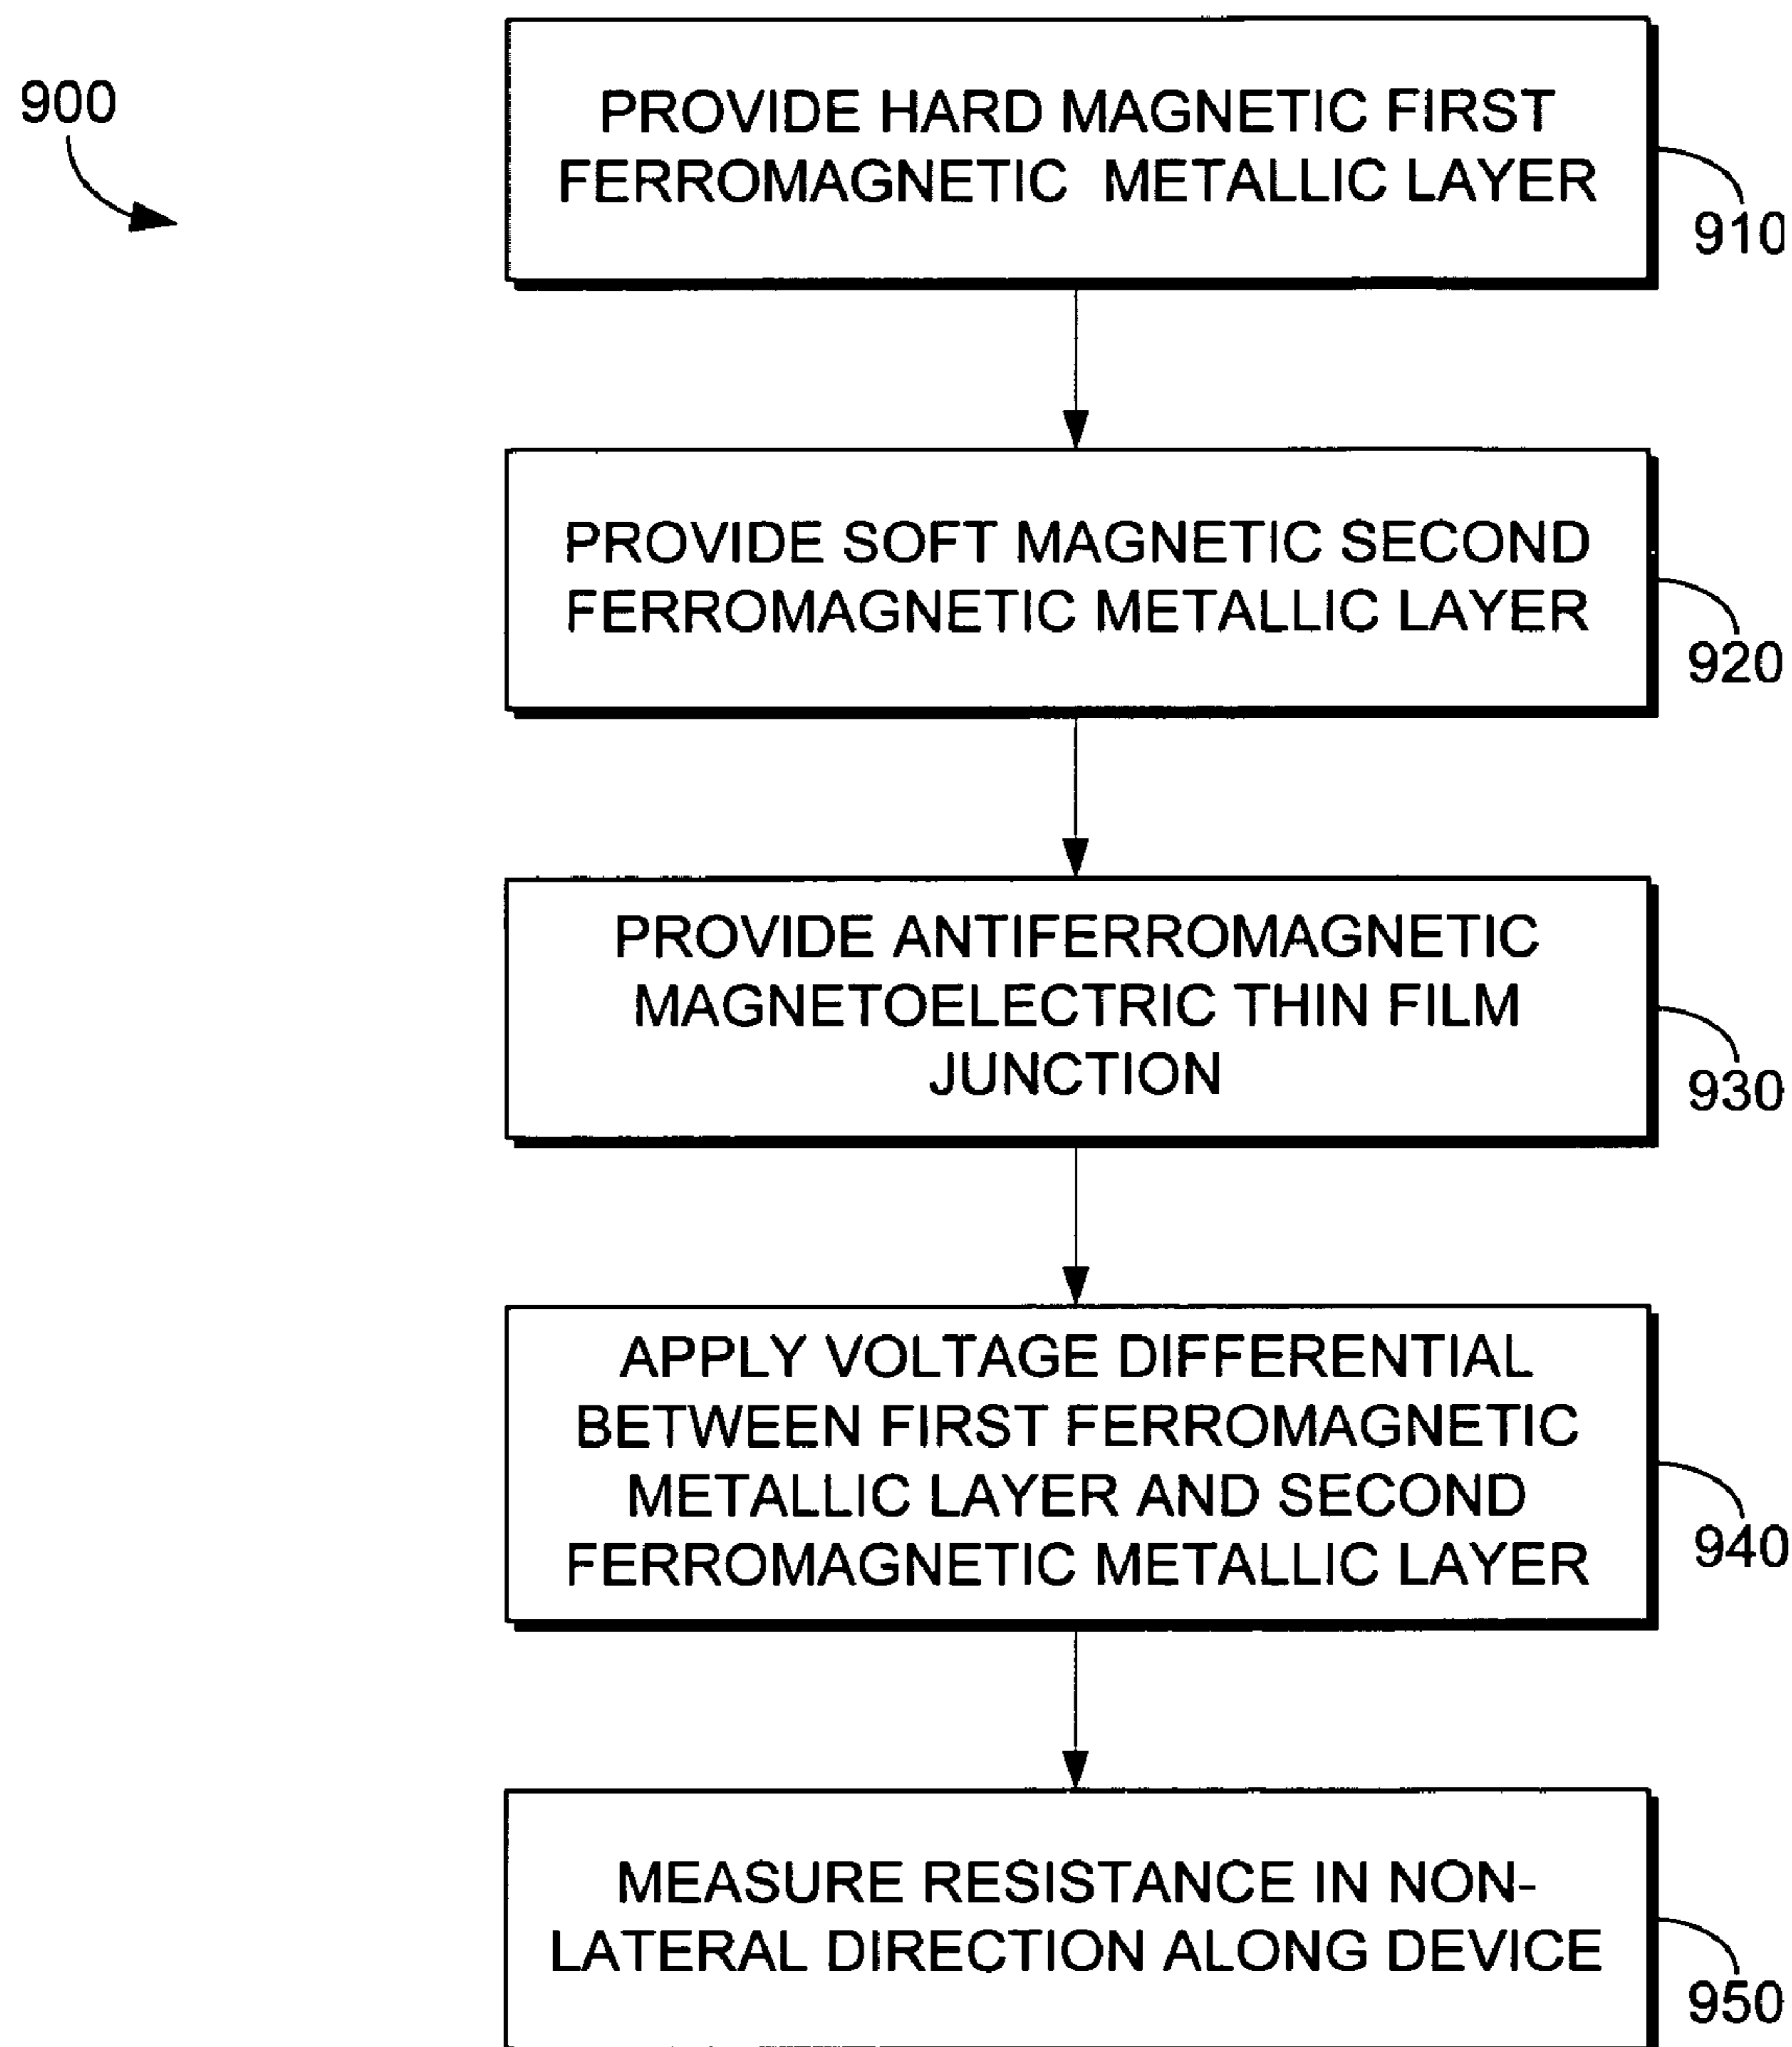 900
PROVIDE HARD MAGNETIC FIRST
FERROMAGNETIC METALLIC LAYER
910
PROVIDE SOFT MAGNETIC SECOND
FERROMAGNETIC METALLIC LAYER
920
PROVIDE ANTIFERROMAGNETIC
MAGNETOELECTRIC THIN FILM
JUNCTION
930
APPLY VOLTAGE DIFFERENTIAL
BETWEEN FIRST FERROMAGNETIC
METALLIC LAYER AND SECOND
FERROMAGNETIC METALLIC LAYER
940
MEASURE RESISTANCE IN NON-
LATERAL DIRECTION ALONG DEVICE
950